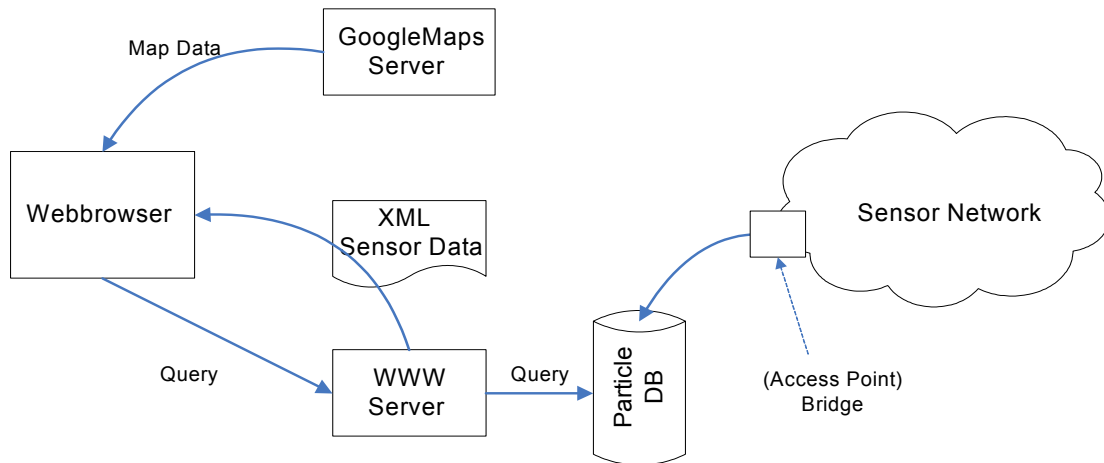 Map Data
GoogleMaps
Server
Webbrowser
XML
Sensor Data
Sensor Network
Query
WWW
Server
Query
Particle
DB
(Access Point)
Bridge